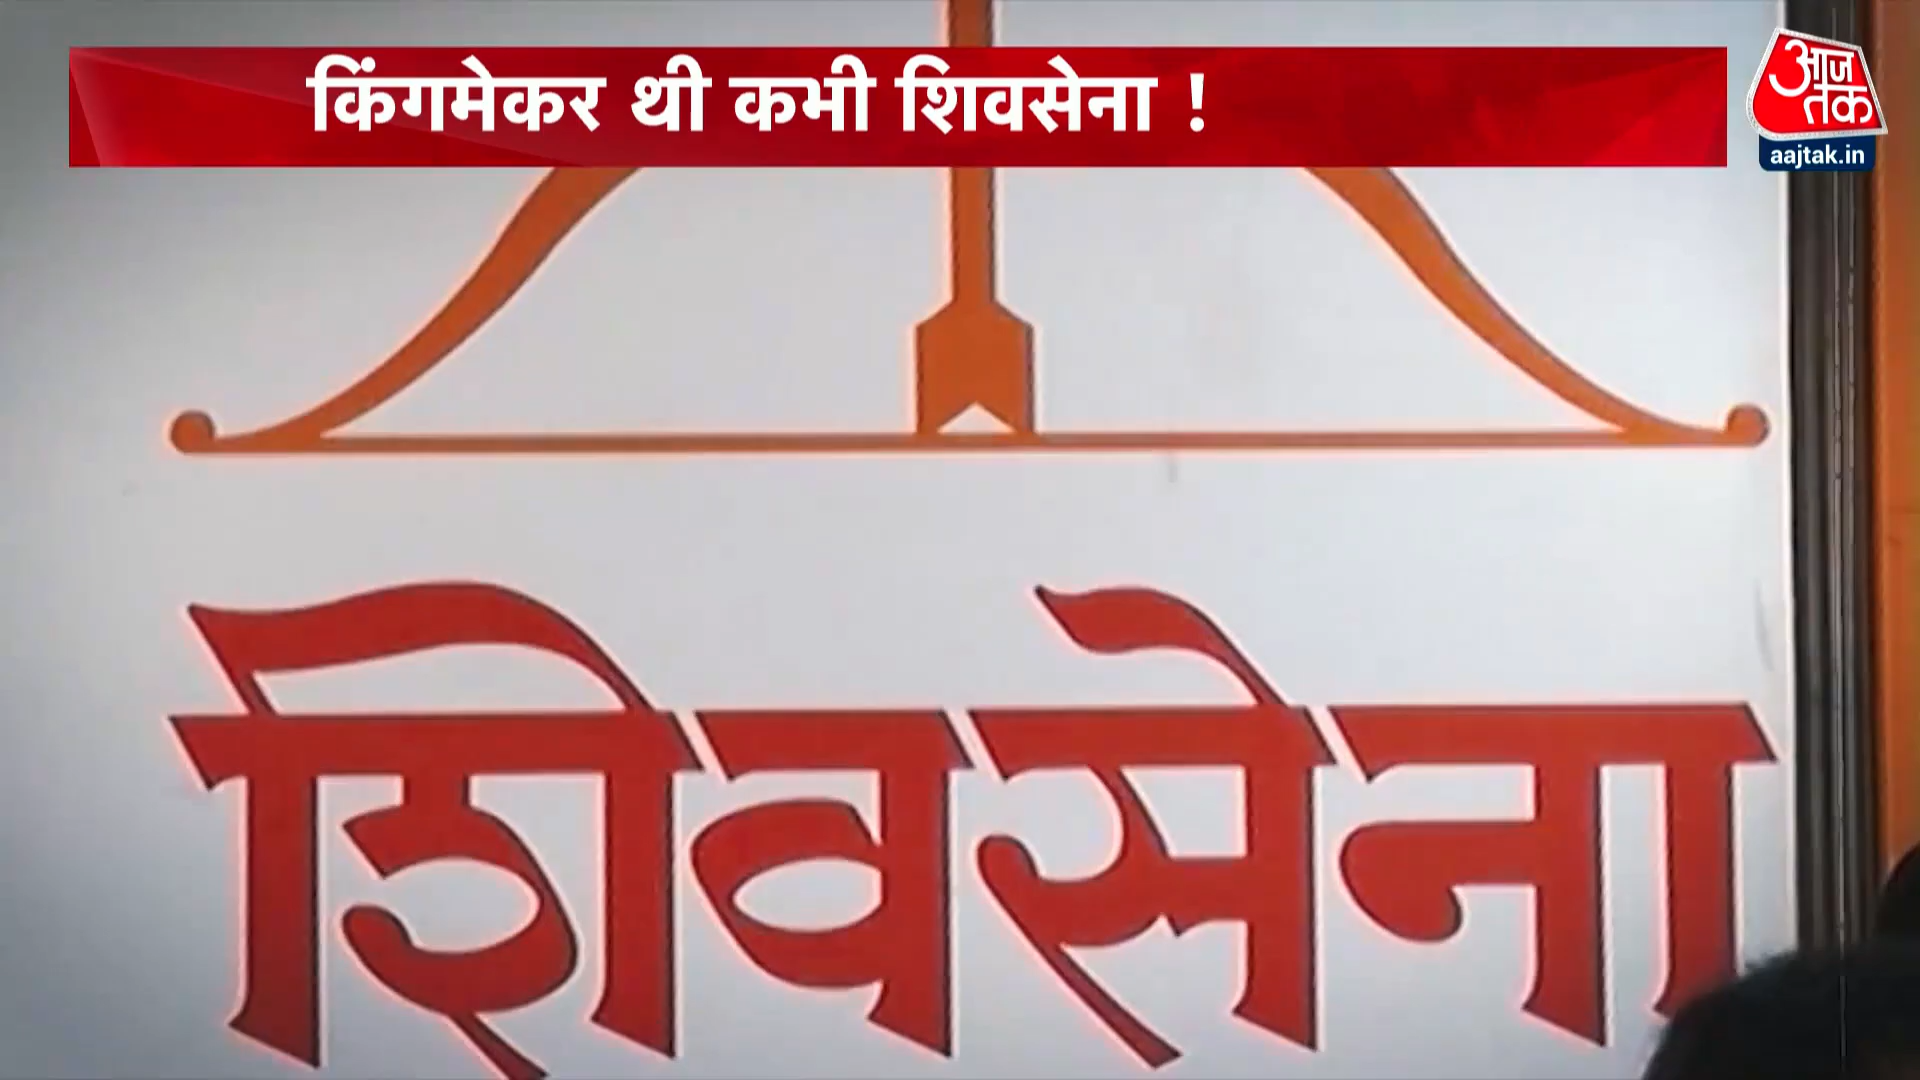 किंगमेकर थी कभी शिवसेना !
आज
तक
aajtak.in
शिवसेना